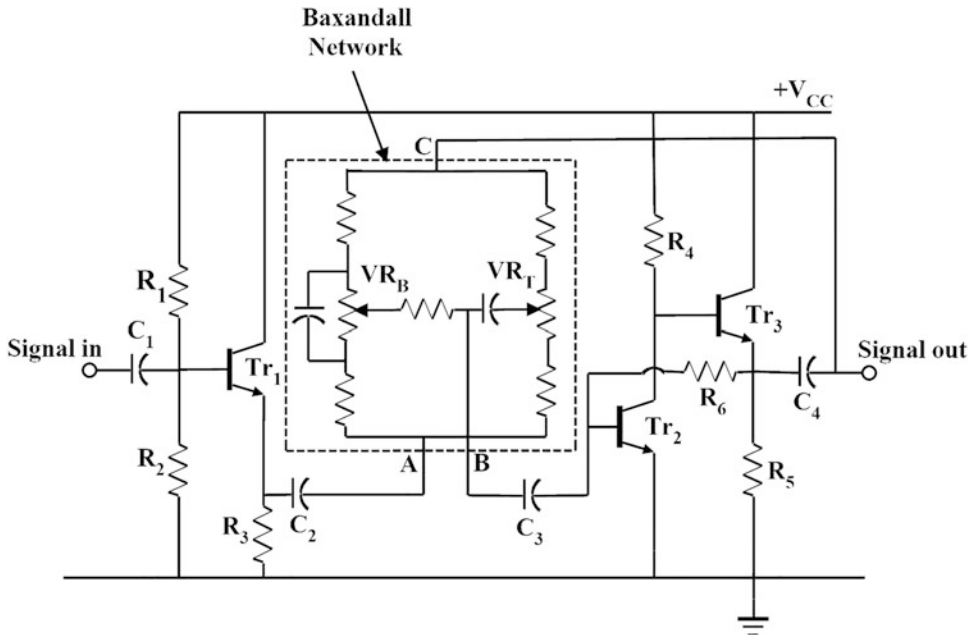 Baxandall
Network
+V_CC
C
R_4
VR_B
VR_T
R_1
C_1
Signal in
Tr_1
Tr_3
Signal out
R_6
C_4
Tr_2
R_2
A
B
R_5
R_3
C_2
C_3